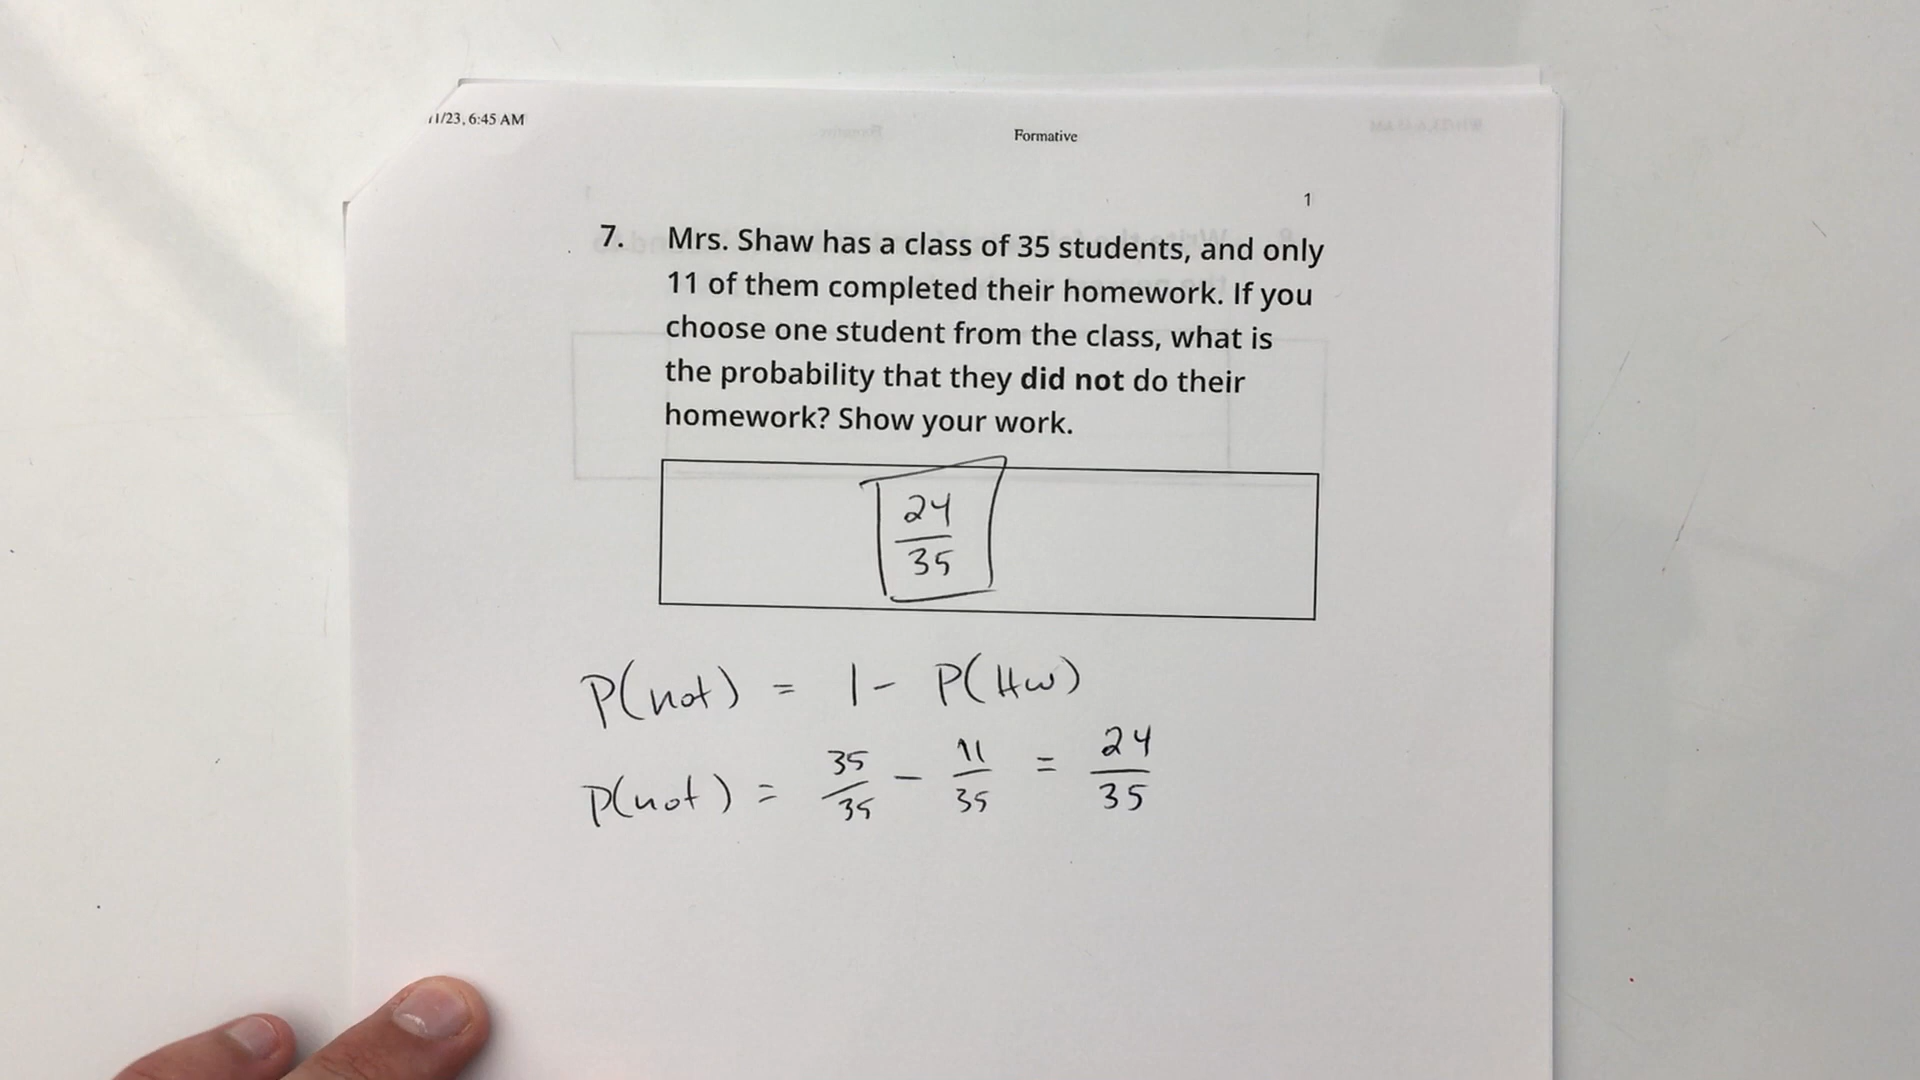 1/23, 6:45 AM
Formative
1
7. Mrs. Shaw has a class of 35 students, and only
11 of them completed their homework. If you
choose one student from the class, what is
the probability that they did not do their
homework? Show your work.
24
35
P(not) = 1 - P(HW)
P(not) = 35/35 - 11/35 = 24/35